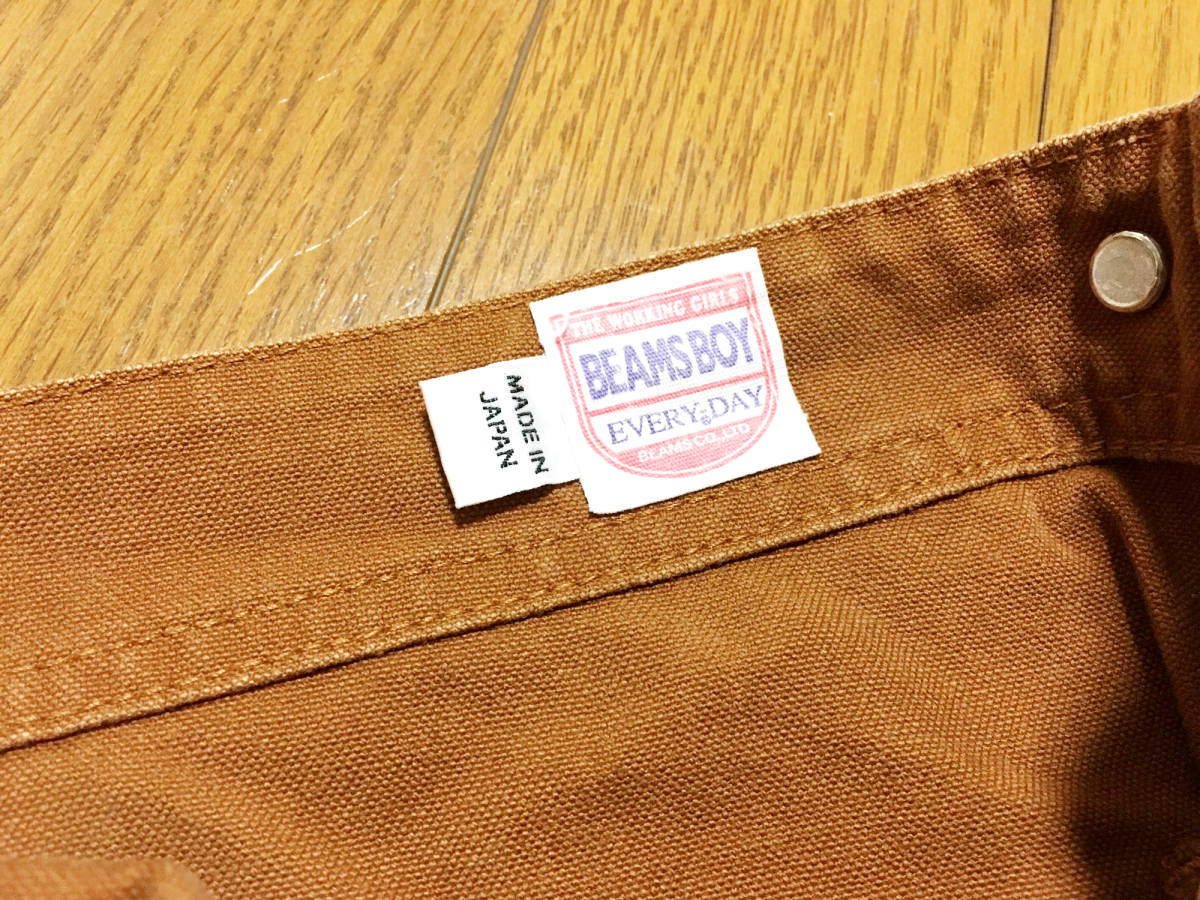 MADE IN
JAPAN
THE WORKING GIRLS
BEAMS BOY
EVERY DAY
BEAMS CO.,LTD